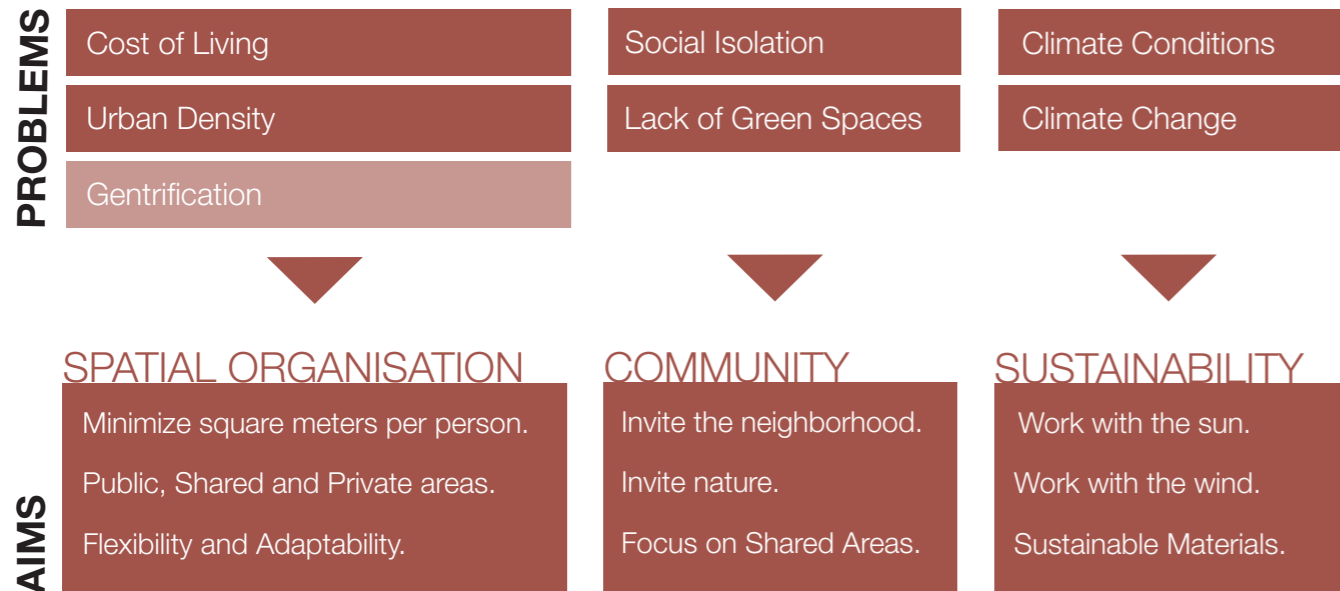 PROBLEMS
Cost of Living
Urban Density
Gentrification
Social Isolation
Lack of Green Spaces
Climate Conditions
Climate Change
AIMS
SPATIAL ORGANISATION
Minimize square meters per person.
Public, Shared and Private areas.
Flexibility and Adaptability.
COMMUNITY
Invite the neighborhood.
Invite nature.
Focus on Shared Areas.
SUSTAINABILITY
Work with the sun.
Work with the wind.
Sustainable Materials.